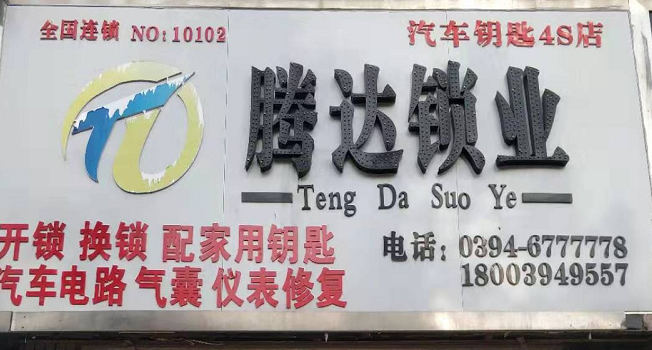 全国连锁 NO:10102
汽车钥匙4S店
腾达锁业
Teng Da Suo Ye
开锁 换锁 配家用钥匙
汽车电路 气囊 仪表修复
电话: 0394-6777778
18003949557